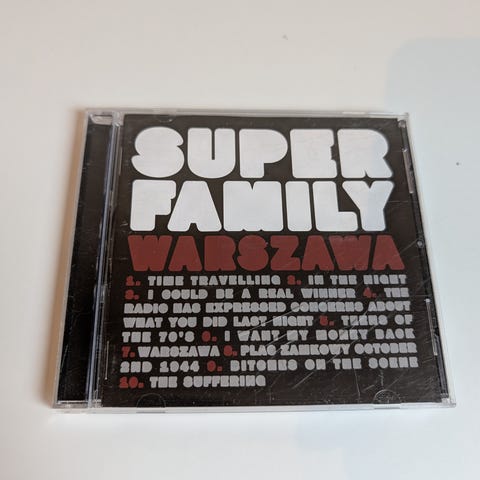 SUPER
FAMILY
WARSZAWA
1. TIME TRAVELLING 2. IN THE NIGHT
3. I COULD BE A REAL WINNER 4. THE
RADIO HAS EXPRESSED CONCERNS ABOUT
WHAT YOU DID LAST NIGHT 5. OF
THE 70'S 6. I WANT MY MONEY BACK
7. WARSZAWA 8. PLAC ZAMKOWY OCTOBER
2ND 1944 9. BITCHES ON THE SCENE
10. THE SUFFERING